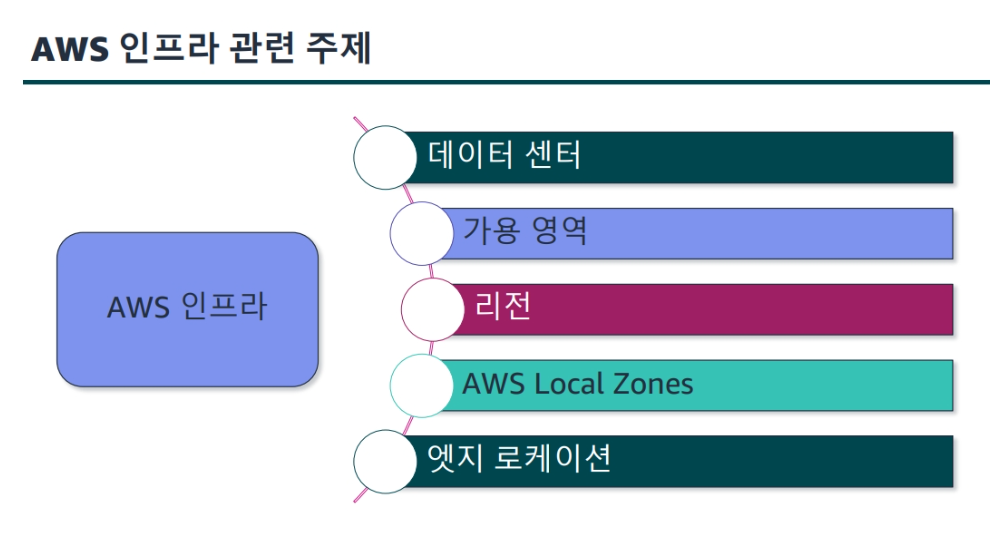 AWS 인프라 관련 주제
AWS 인프라
데이터 센터
가용 영역
리전
AWS Local Zones
엣지 로케이션